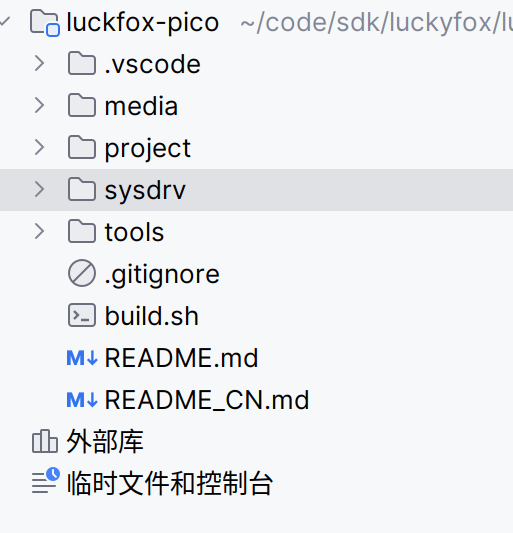 luckfox-pico ~/code/sdk/luckyfox/lu
.vscode
media
project
sysdrv
tools
.gitignore
build.sh
M↓ README.md
M↓ README_CN.md
外部库
临时文件和控制台